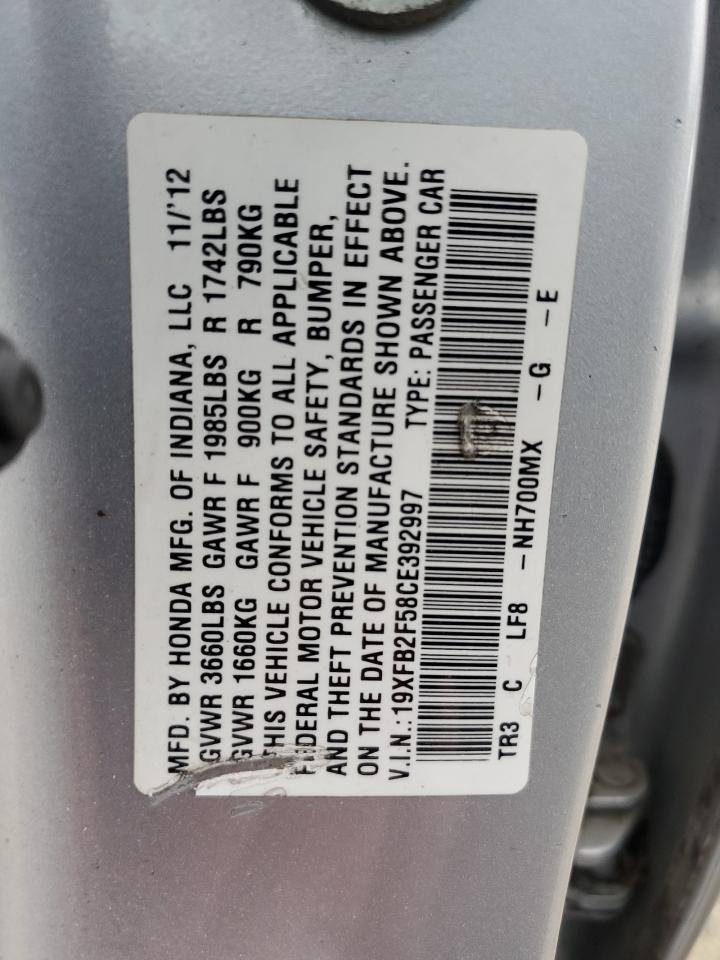 MFD. BY HONDA MFG. OF INDIANA, LLC 11/'12
GVWR 3660LBS GAWR F 1985LBS R 1742LBS
GVWR 1660KG GAWR F 900KG R 790KG
THIS VEHICLE CONFORMS TO ALL APPLICABLE
FEDERAL MOTOR VEHICLE SAFETY, BUMPER,
AND THEFT PREVENTION STANDARDS IN EFFECT
ON THE DATE OF MANUFACTURE SHOWN ABOVE.
V.I.N.:19XFB2F58CE392997 TYPE: PASSENGER CAR
TR3 C LF8 -NH700MX -G -E